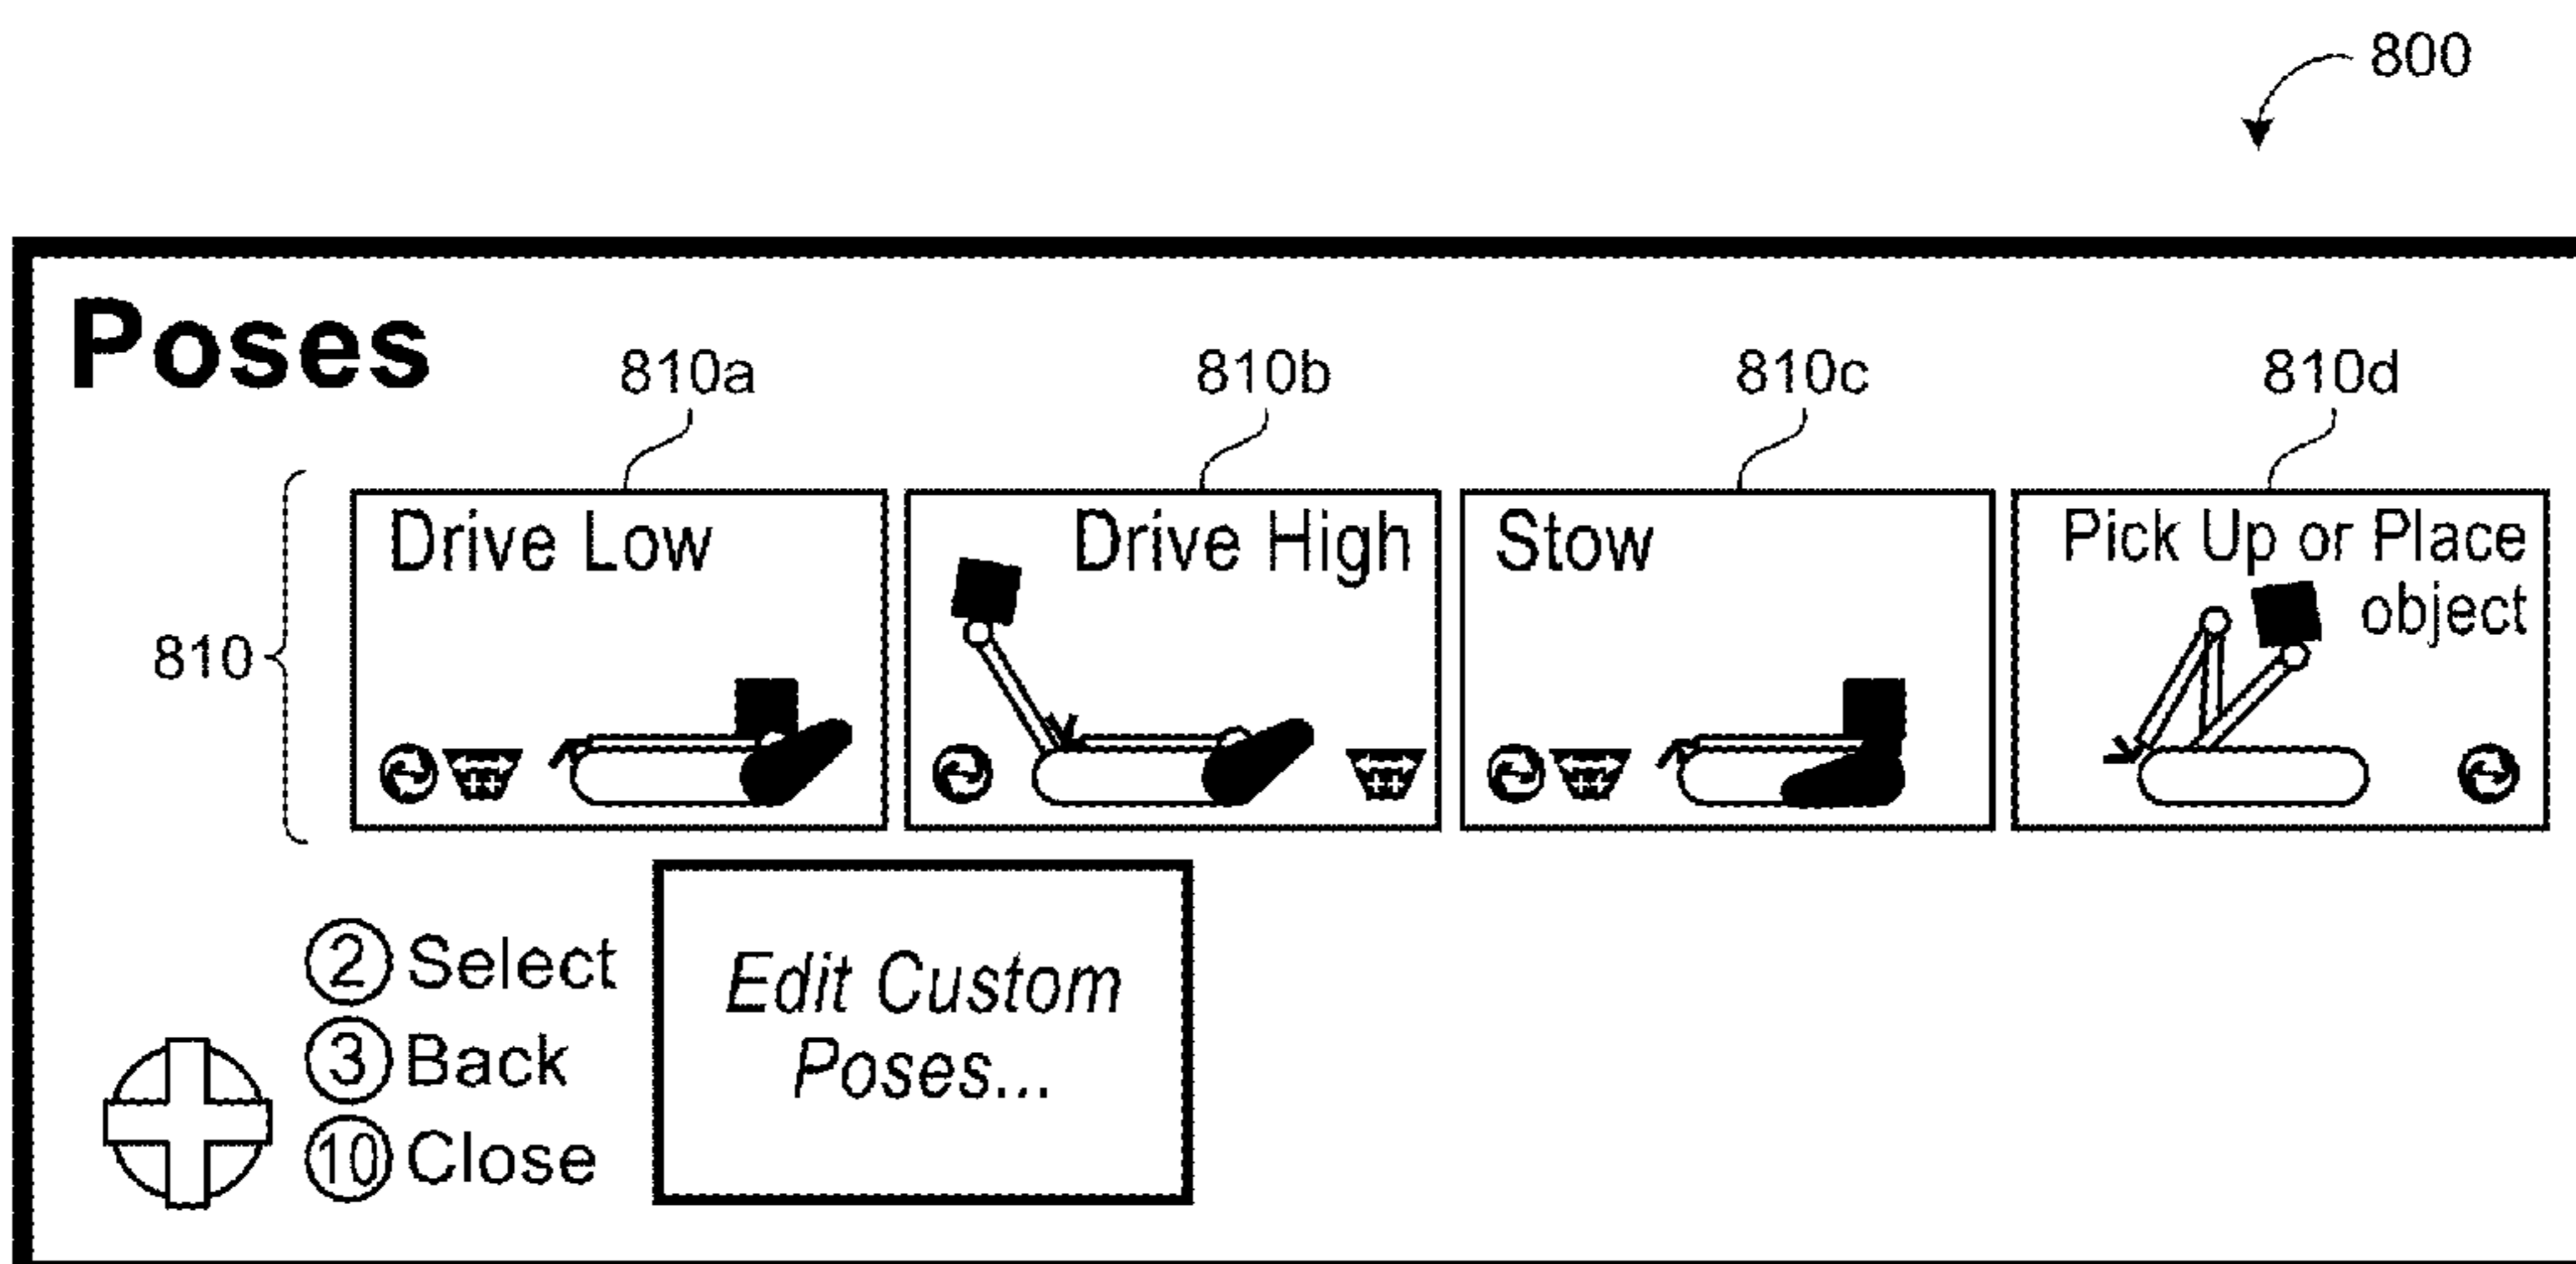 800
Poses
810a
810b
810c
810d
810
Drive Low
Drive High
Stow
Pick Up or Place
object
2 Select
3 Back
10 Close
Edit Custom
Poses...